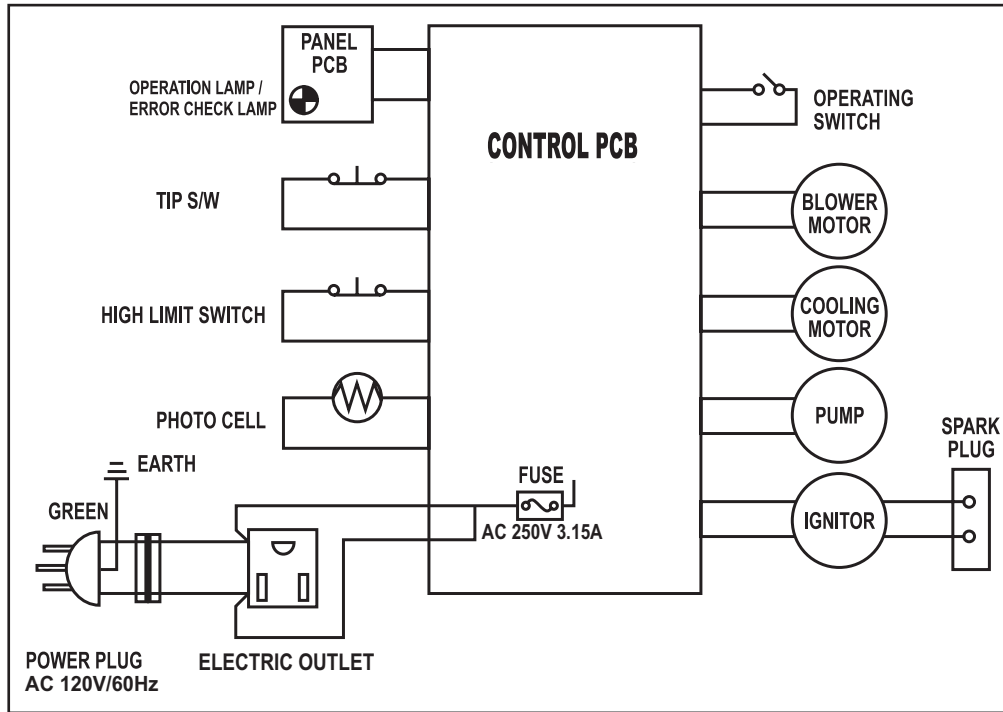 PANEL
PCB
OPERATION LAMP /
ERROR CHECK LAMP
CONTROL PCB
OPERATING
SWITCH
TIP S/W
BLOWER
MOTOR
HIGH LIMIT SWITCH
COOLING
MOTOR
PHOTO CELL
PUMP
SPARK
PLUG
EARTH
GREEN
FUSE
AC 250V 3.15A
IGNITOR
POWER PLUG
AC 120V/60Hz
ELECTRIC OUTLET